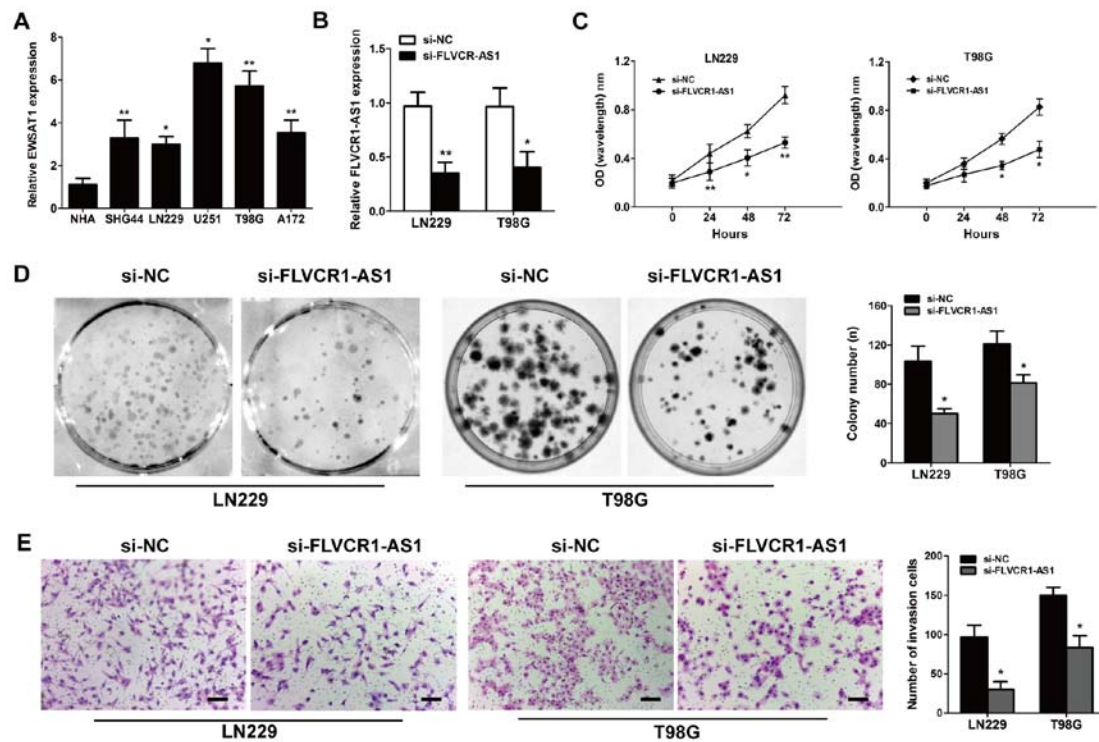 A
Relative EWSAT1 expression
8
6
4
2
0
NHA SHG44 LN229 U251 T98G A172
** * * ** **
B
si-NC
si-FLVCR-AS1
Relative FLVCR1-AS1 expression
1.5
1.0
0.5
0.0
** *
LN229 T98G
C
LN229
si-NC
si-FLVCR1-AS1
OD (wavelength) nm
1.2
0.8
0.4
0
** * **
0 24 48 72
Hours
T98G
si-NC
si-FLVCR1-AS1
OD (wavelength) nm
1.2
0.8
0.4
0
* *
0 24 48 72
Hours
D
si-NC si-FLVCR1-AS1 si-NC si-FLVCR1-AS1
LN229 T98G
si-NC
si-FLVCR1-AS1
Colony number (n)
160
120
80
40
0
* *
LN229 T98G
E
si-NC si-FLVCR1-AS1 si-NC si-FLVCR1-AS1
LN229 T98G
si-NC
si-FLVCR1-AS1
Number of invasion cells
200
150
100
50
0
* *
LN229 T98G